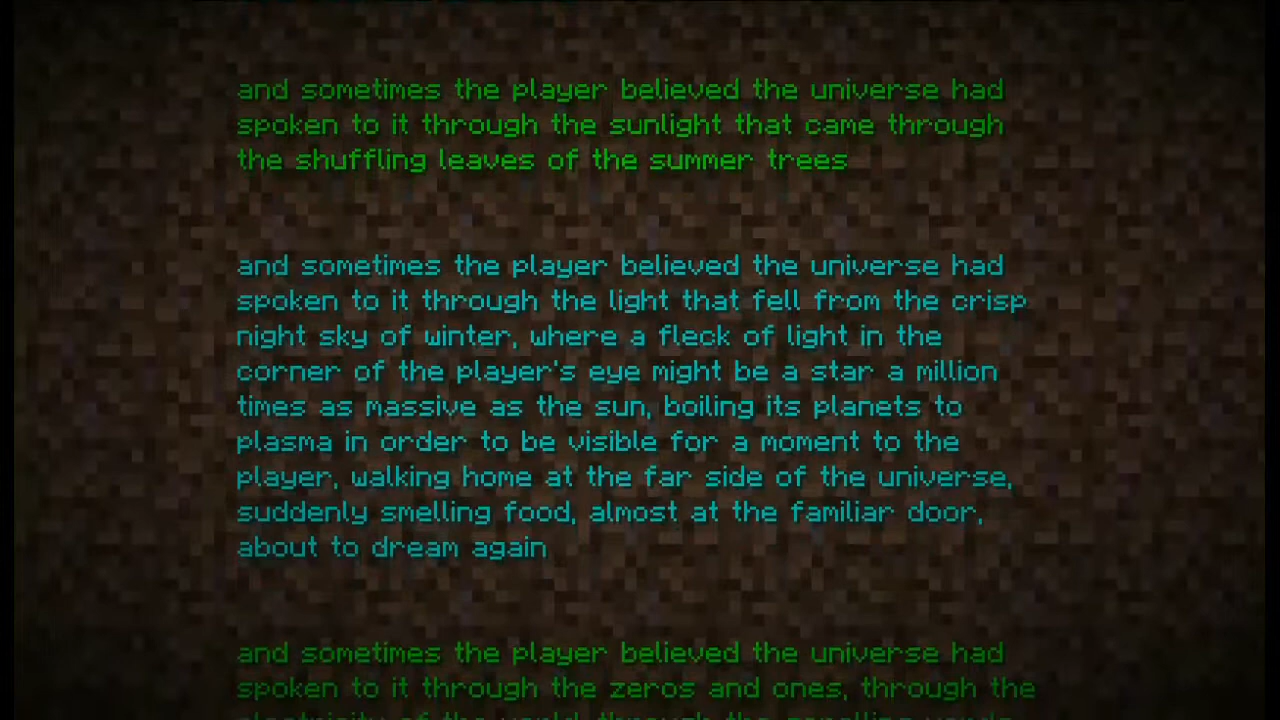 and sometimes the player believed the universe had
spoken to it through the sunlight that came through
the shuffling leaves of the summer trees
and sometimes the player believed the universe had
spoken to it through the light that fell from the crisp
night sky of winter, where a fleck of light in the
corner of the player's eye might be a star a million
times as massive as the sun, boiling its planets to
plasma in order to be visible for a moment to the
player, walking home at the far side of the universe,
suddenly smelling food, almost at the familiar door,
about to dream again
and sometimes the player believed the universe had
spoken to it through the zeros and ones, through the